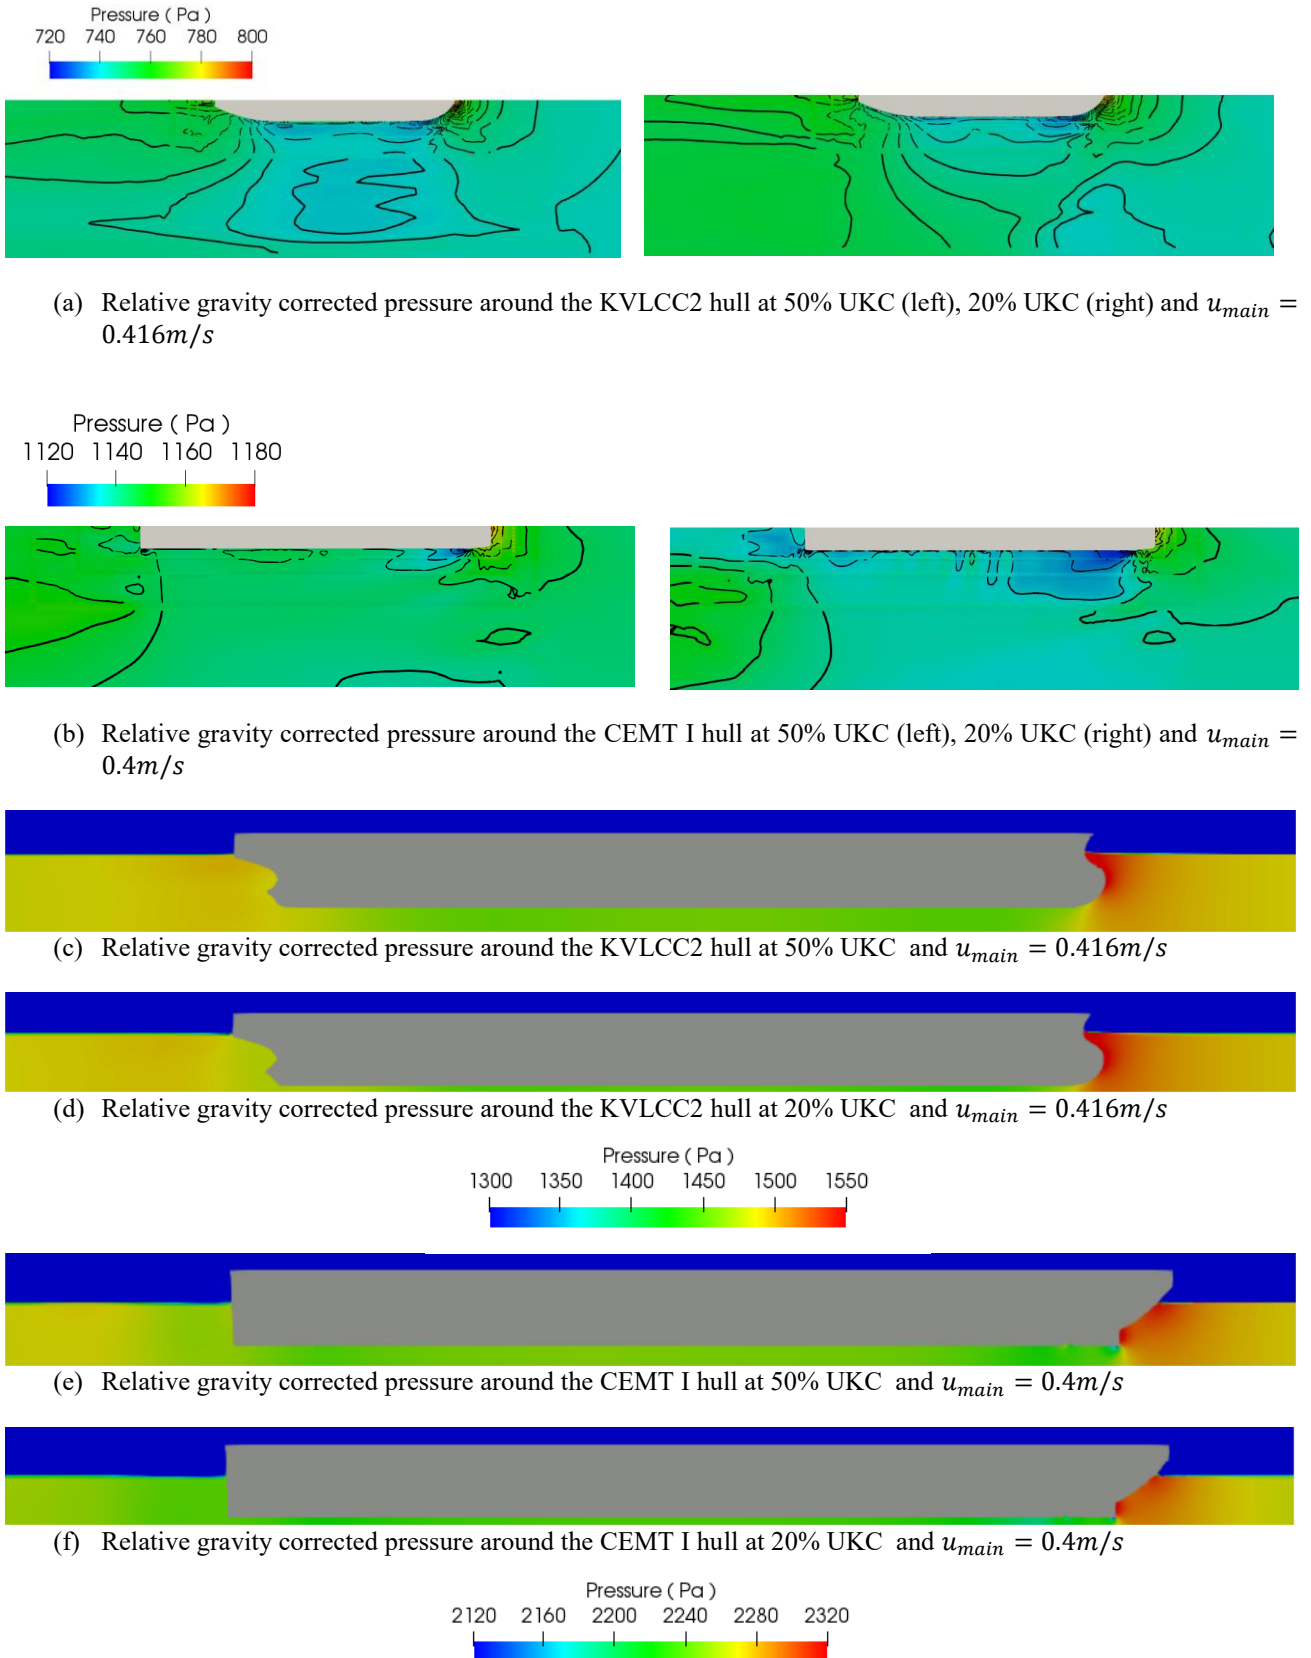 Pressure ( Pa )
720 740 760 780 800
(a) Relative gravity corrected pressure around the KVLCC2 hull at 50% UKC (left), 20% UKC (right) and u_main =
0.416m/s
Pressure ( Pa )
1120 1140 1160 1180
(b) Relative gravity corrected pressure around the CEMT I hull at 50% UKC (left), 20% UKC (right) and u_main =
0.4m/s
(c) Relative gravity corrected pressure around the KVLCC2 hull at 50% UKC and u_main = 0.416m/s
(d) Relative gravity corrected pressure around the KVLCC2 hull at 20% UKC and u_main = 0.416m/s
Pressure ( Pa )
1300 1350 1400 1450 1500 1550
(e) Relative gravity corrected pressure around the CEMT I hull at 50% UKC and u_main = 0.4m/s
(f) Relative gravity corrected pressure around the CEMT I hull at 20% UKC and u_main = 0.4m/s
Pressure ( Pa )
2120 2160 2200 2240 2280 2320